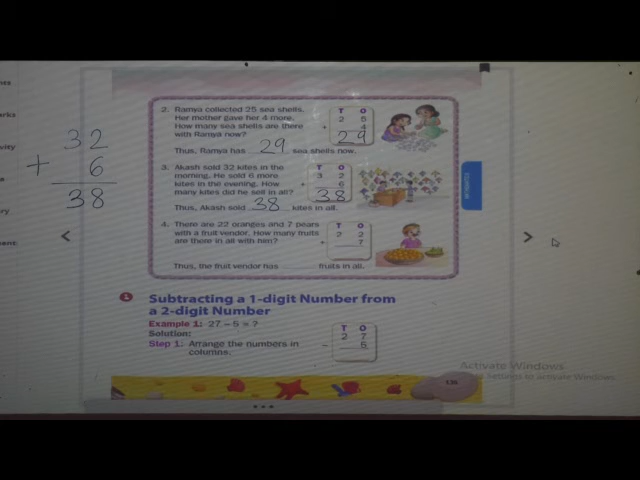 32
+ 6
38
2. Ramya collected 25 sea shells.
Her mother gave her 4 more.
How many sea shells are there
with Ramya now?
T O
2 5
+ 4
2 9
Thus, Ramya has 29 sea shells now.
3. Akash sold 32 kites in the
morning. He sold 6 more
kites in the evening. How
many kites did he sell in all?
T O
3 2
+ 6
3 8
Thus, Akash sold 38 kites in all.
4. There are 22 oranges and 7 pears
with a fruit vendor. How many fruits
are there in all with him?
T O
2 2
+ 7
Thus, the fruit vendor has fruits in all.
Subtracting a 1-digit Number from
a 2-digit Number
Example 1: 27 – 5 = ?
Solution:
Step 1: Arrange the numbers in
columns.
T O
2 7
– 5
Activate Windows
to Settings to activate Windows.